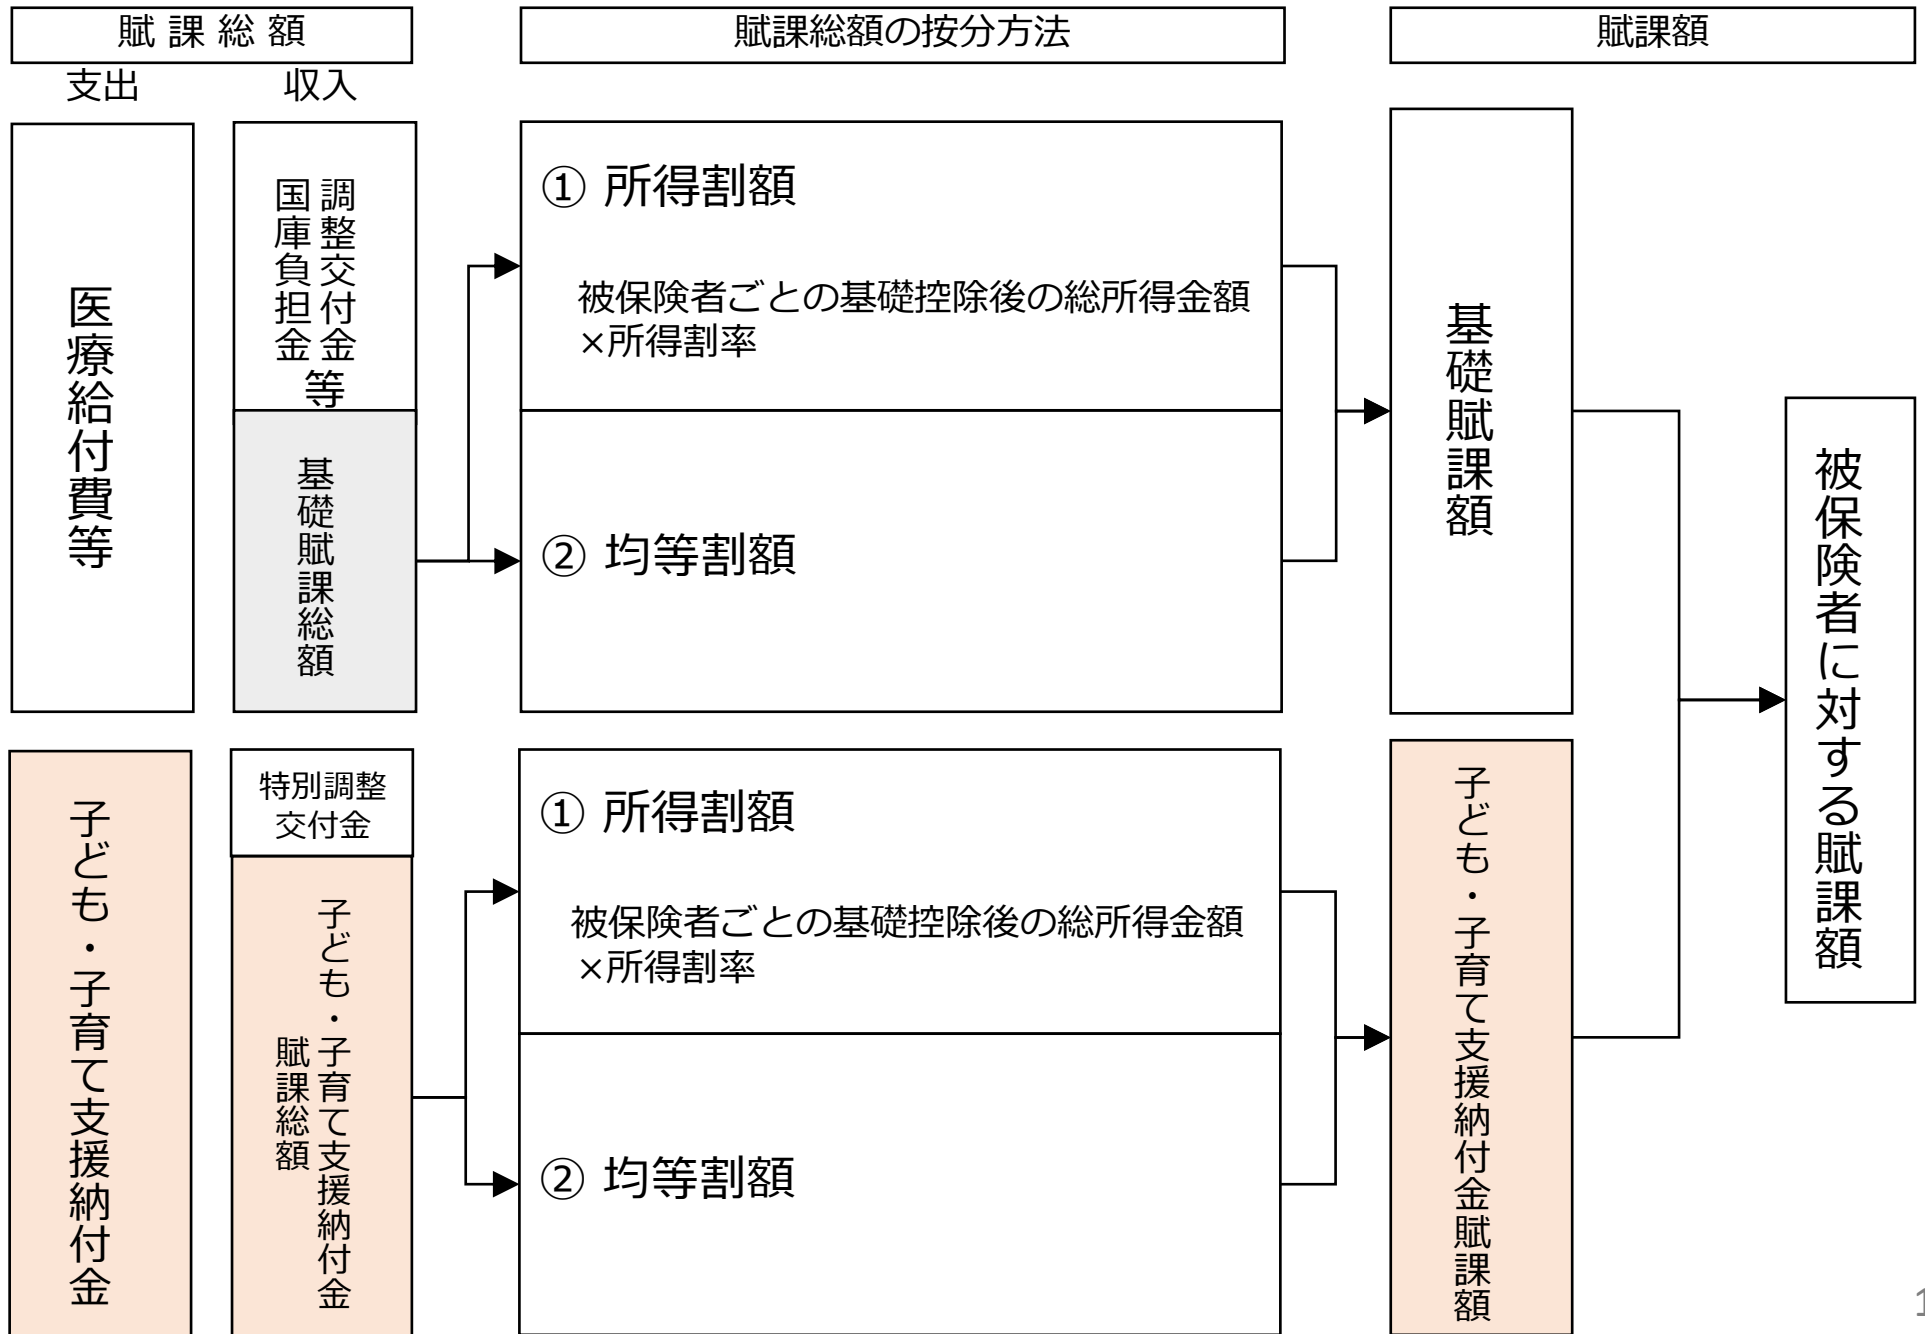 賦課総額
賦課総額の按分方法
賦課額
支出
収入
医療給付費等
調整交付金
国庫負担金
等
基礎賦課総額
① 所得割額
被保険者ごとの基礎控除後の総所得金額
×所得割率
② 均等割額
基礎賦課額
被保険者に対する賦課額
子ども・子育て支援納付金
特別調整
交付金
子ども・子育て支援納付金
賦課総額
① 所得割額
被保険者ごとの基礎控除後の総所得金額
×所得割率
② 均等割額
子ども・子育て支援納付金賦課額